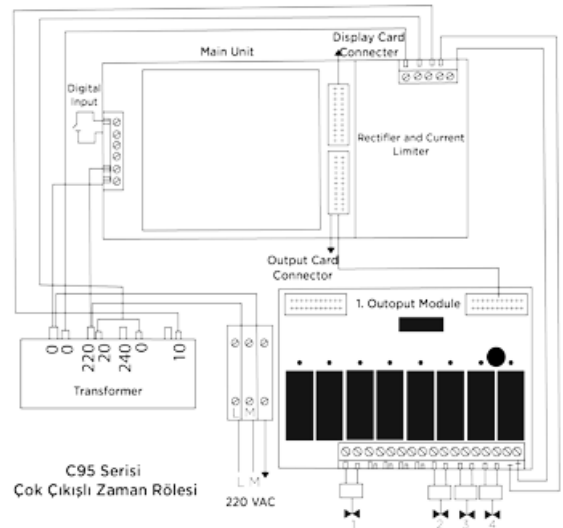 Display Card
Connecter
Main Unit
Digital
Input
Rectifier and Current
Limiter
Output Card
Connector
1. Outoput Module
0
0
220
20
240
0
10
Transformer
L
M
L
M
220 VAC
C95 Serisi
Çok Çıkışlı Zaman Rölesi
1
2
3
4